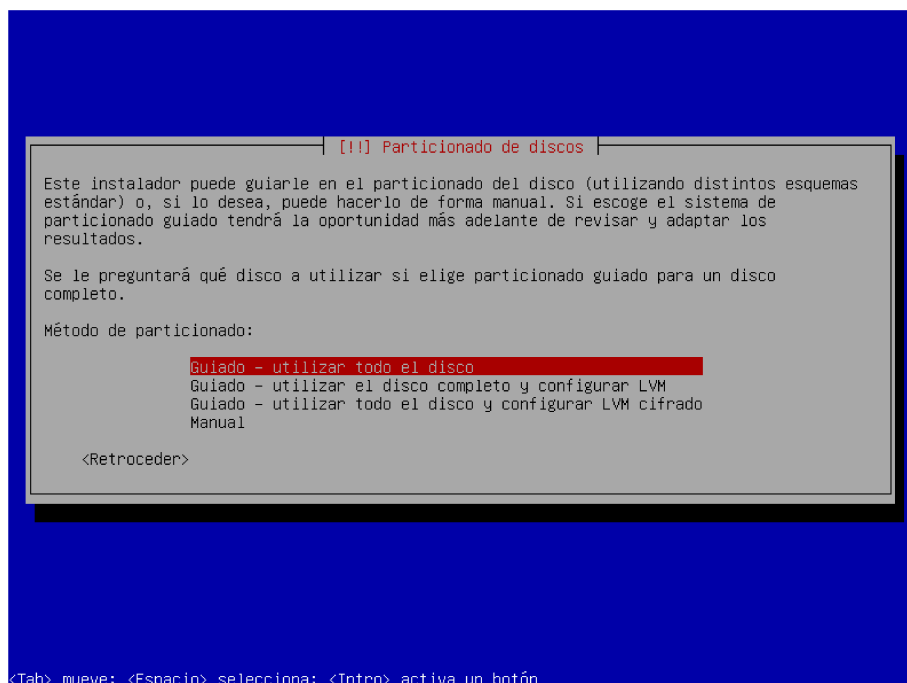 [!!] Particionado de discos
Este instalador puede guiarle en el particionado del disco (utilizando distintos esquemas
estándar) o, si lo desea, puede hacerlo de forma manual. Si escoge el sistema de
particionado guiado tendrá la oportunidad más adelante de revisar y adaptar los
resultados.
Se le preguntará qué disco a utilizar si elige particionado guiado para un disco
completo.
Método de particionado:
Guiado – utilizar todo el disco
Guiado – utilizar el disco completo y configurar LVM
Guiado – utilizar todo el disco y configurar LVM cifrado
Manual
<Retroceder>
<Tab> mueve; <Espacio> selecciona; <Intro> activa un botón